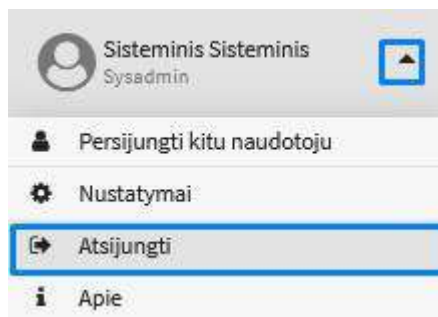 Sisteminis Sisteminis
Sysadmin
Persijungti kitu naudotoju
Nustatymai
Atsijungti
Apie